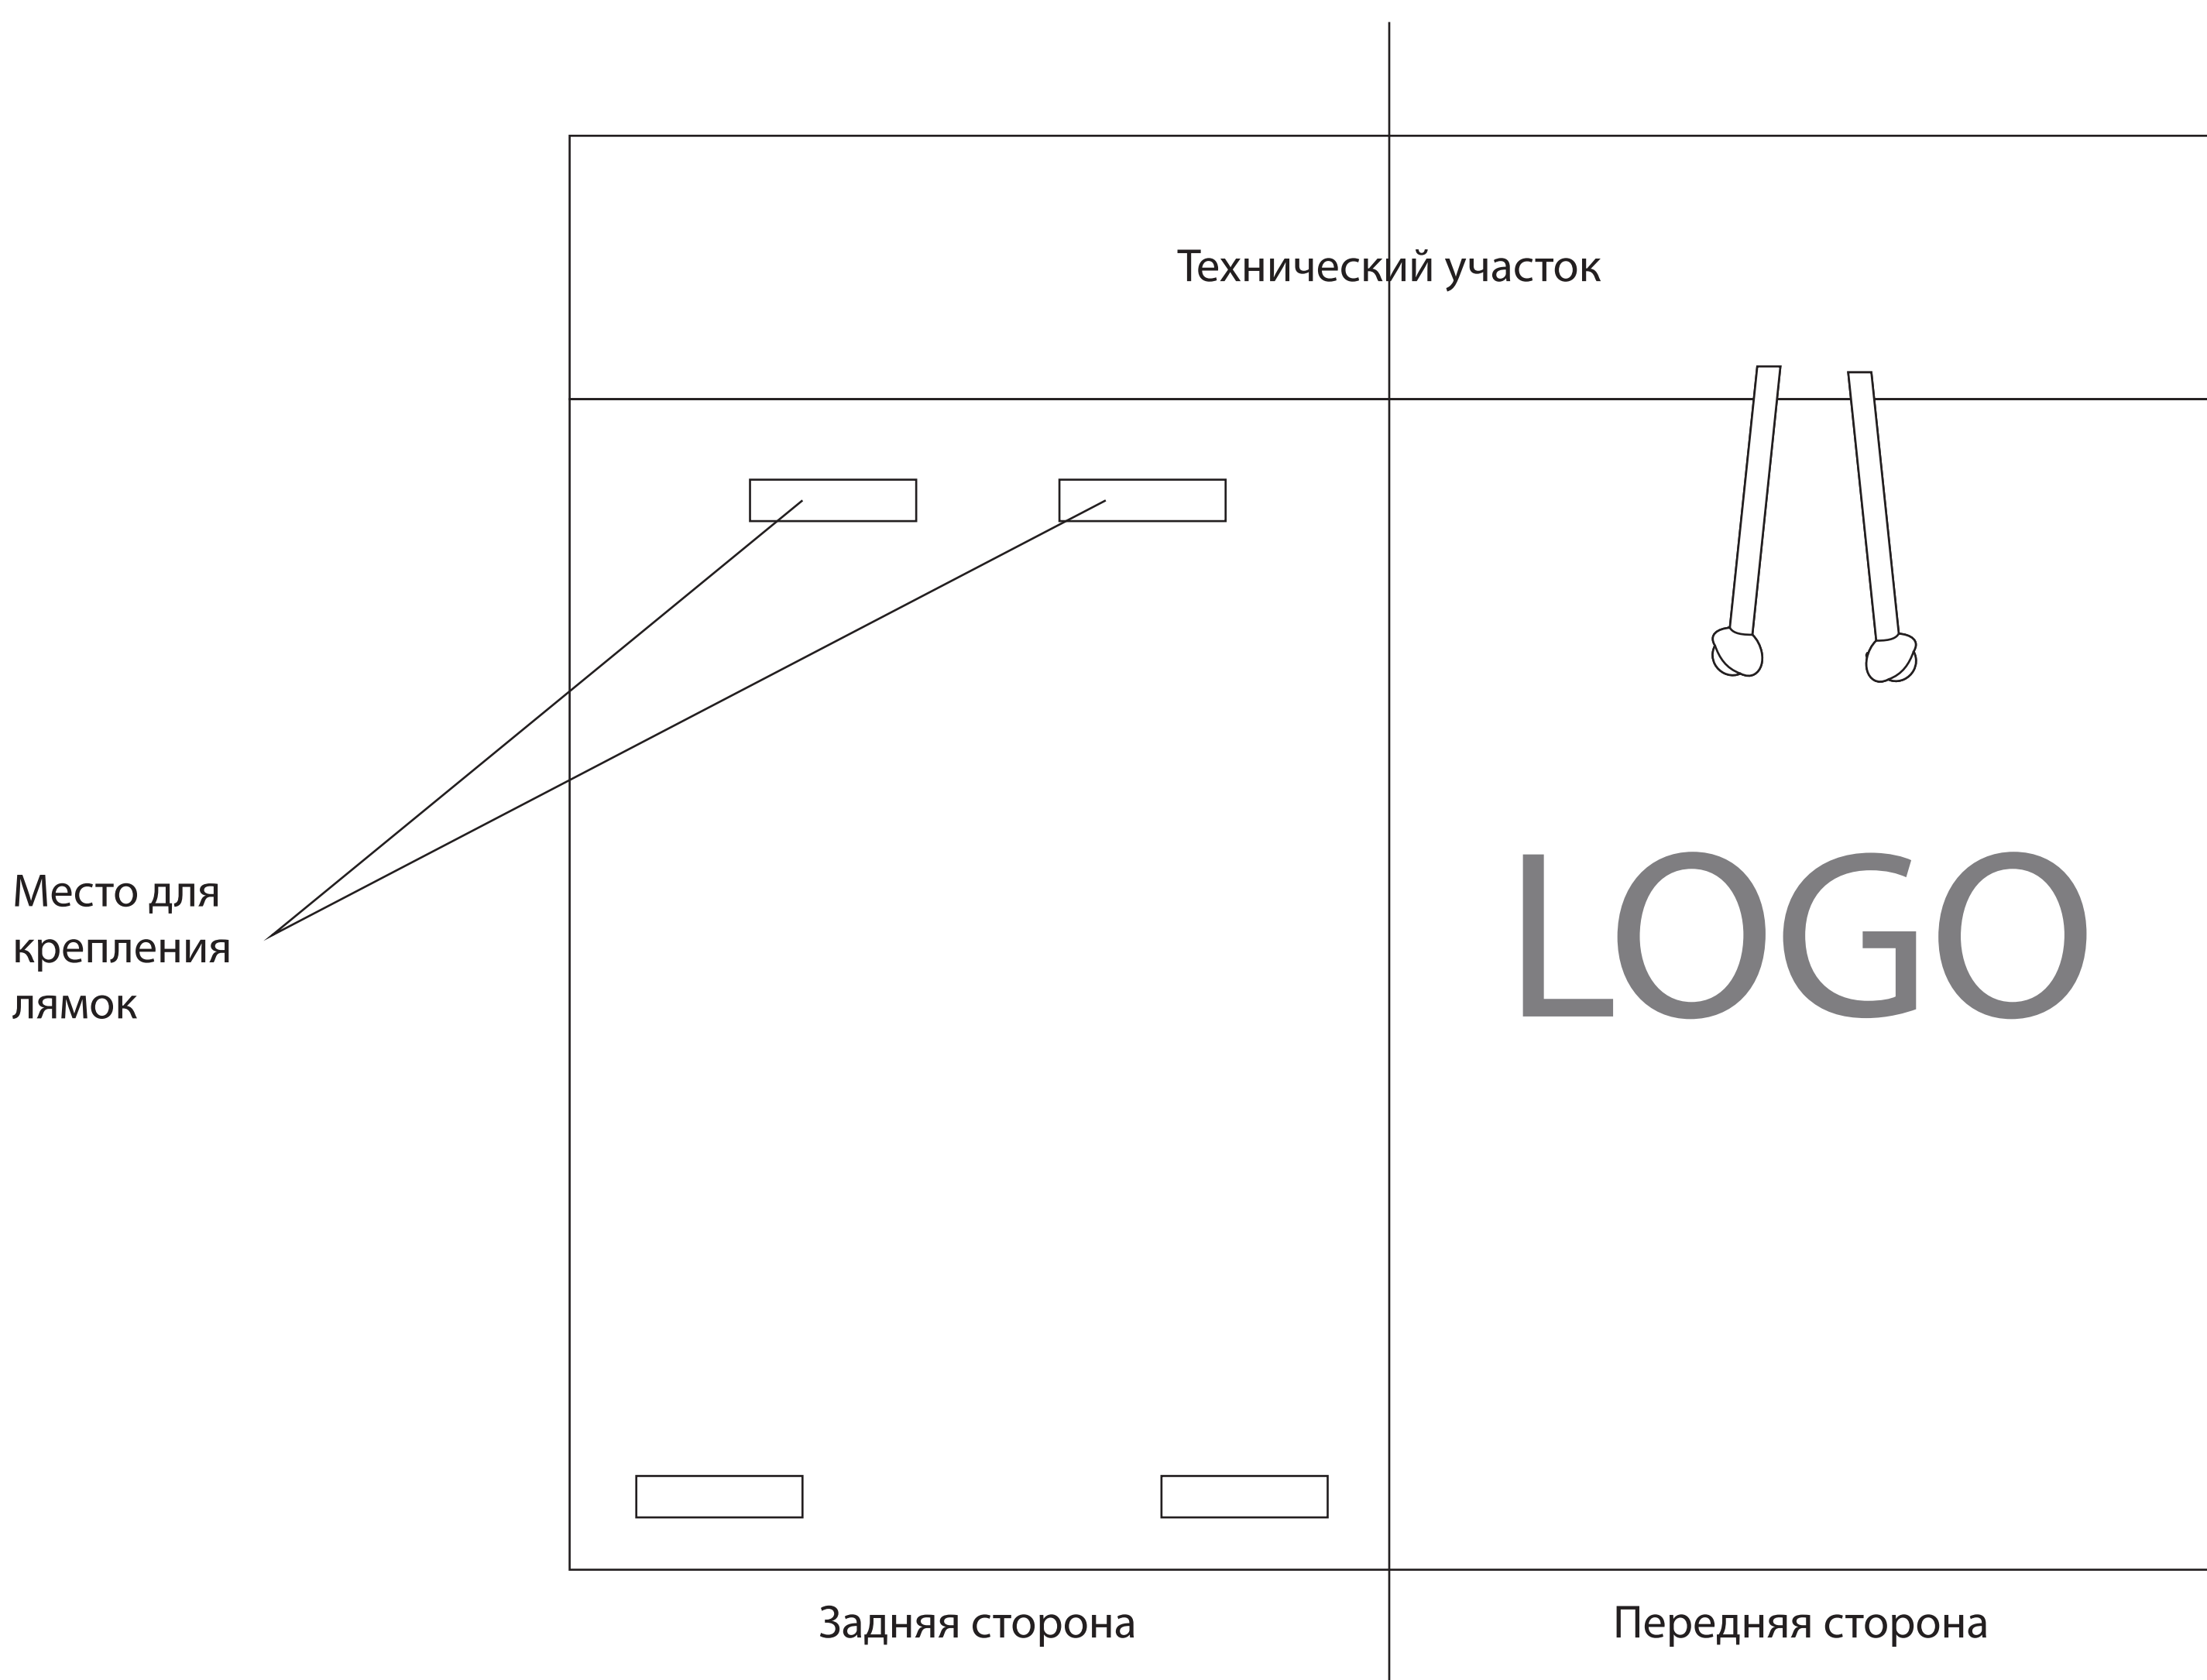 Технический участок
LOGO
Место для
крепления
лямок
Задняя сторона
Передняя сторона